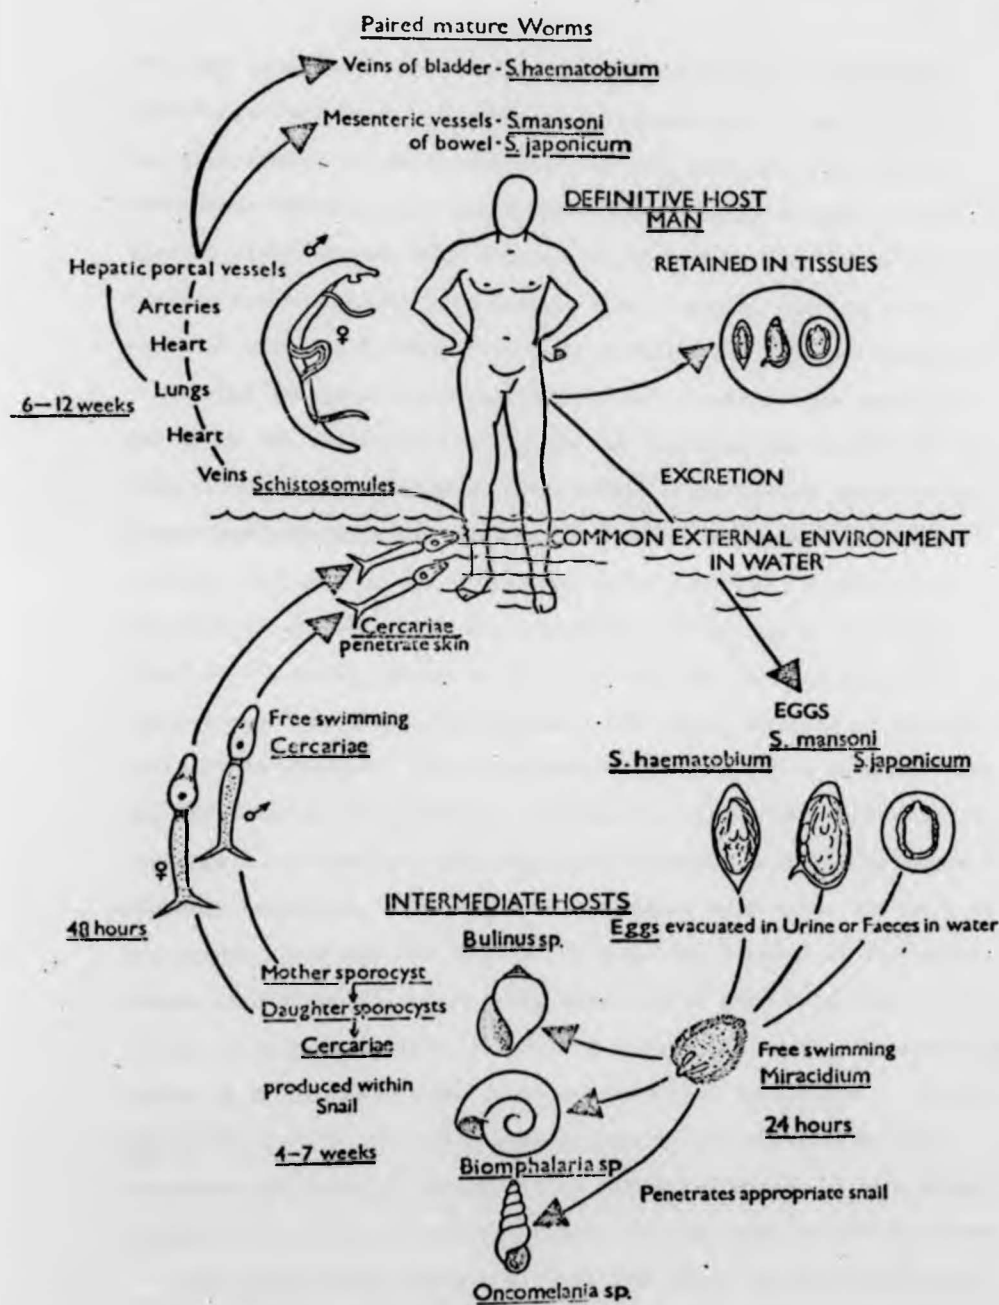 Paired mature Worms
Veins of bladder - S.haematobium
Mesenteric vessels - S.mansoni
of bowel - S. japonicum
DEFINITIVE HOST
MAN
RETAINED IN TISSUES
♂
♀
Hepatic portal vessels
Arteries
Heart
Lungs
6–12 weeks
Heart
Veins
Schistosomules
EXCRETION
COMMON EXTERNAL ENVIRONMENT
IN WATER
Cercariae
penetrate skin
Free swimming
Cercariae
♂
♀
48 hours
EGGS
S. mansoni
S. haematobium
S.japonicum
Eggs evacuated in Urine or Faeces in water
INTERMEDIATE HOSTS
Bulinus sp.
Mother sporocyst
Daughter sporocysts
Cercariae
produced within
Snail
4–7 weeks
Free swimming
Miracidium
24 hours
Biomphalaria sp
Penetrates appropriate snail
Oncomelania sp.